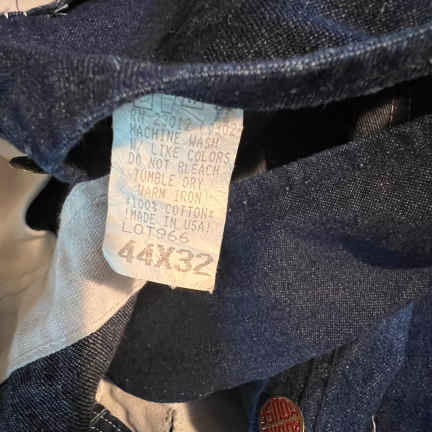 MACHINE WASH
W/ LIKE COLORS
DO NOT BLEACH
TUMBLE DRY
WARM IRON
*100% COTTON*
!MADE IN USA!
LOT966
44X32